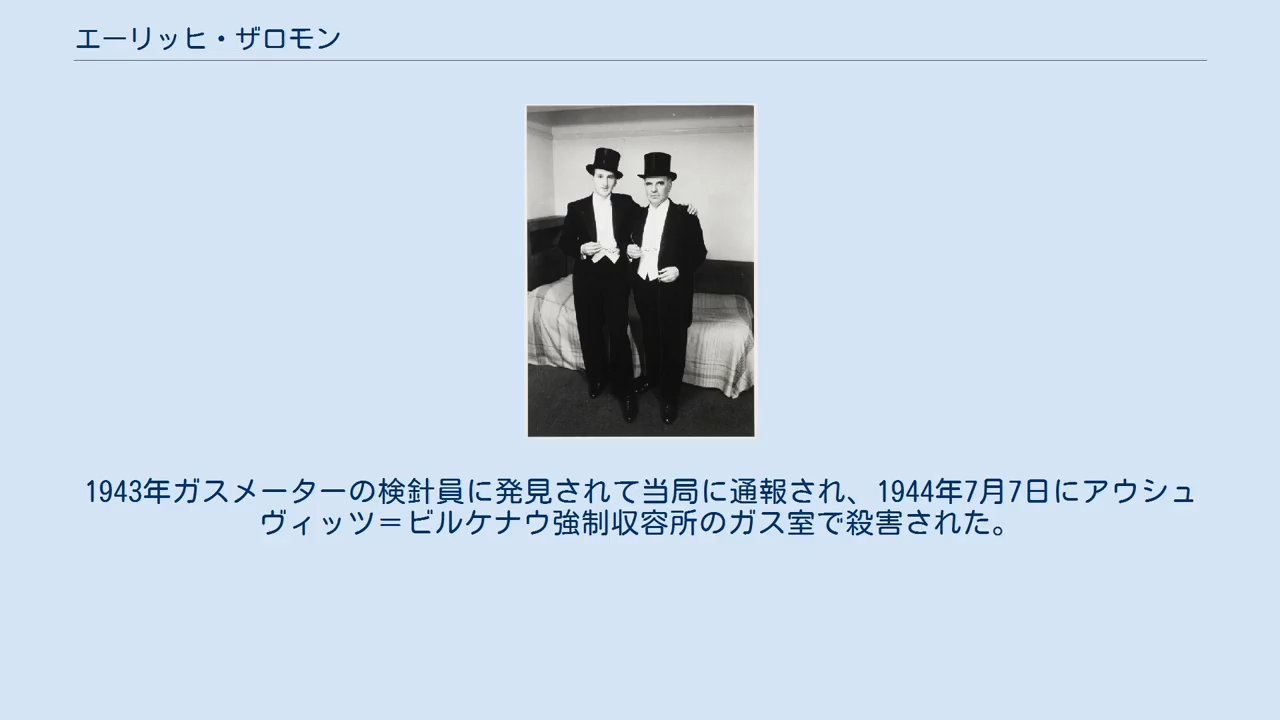 エーリッヒ・ザロモン
1943年ガスメーターの検針員に発見されて当局に通報され、1944年7月7日にアウシュ
ヴィッツ＝ビルケナウ強制収容所のガス室で殺害された。